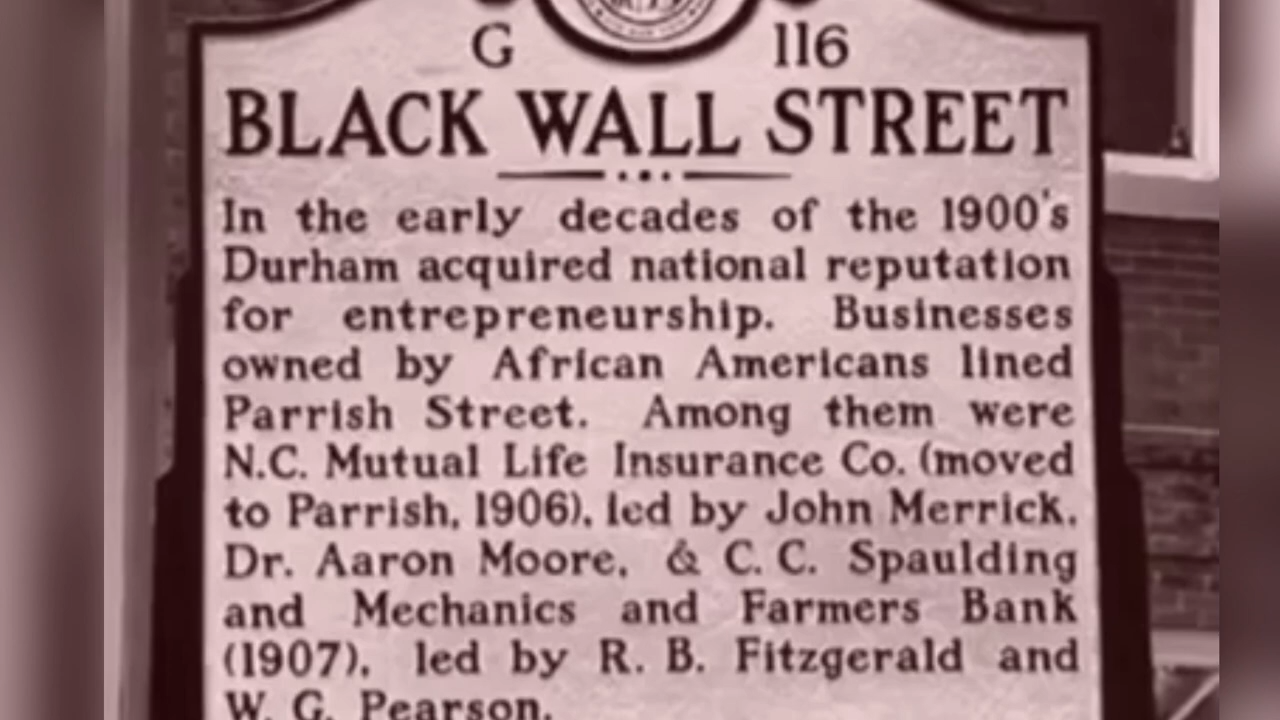 G 116
BLACK WALL STREET
In the early decades of the 1900's
Durham acquired national reputation
for entrepreneurship. Businesses
owned by African Americans lined
Parrish Street. Among them were
N.C. Mutual Life Insurance Co. (moved
to Parrish, 1906), led by John Merrick,
Dr. Aaron Moore, & C. C. Spaulding
and Mechanics and Farmers Bank
(1907), led by R. B. Fitzgerald and
W. G. Pearson.